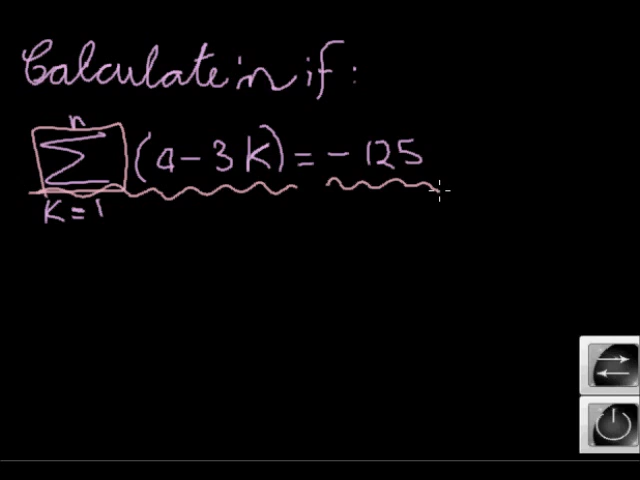 Calculate n if:
n
∑ (4 - 3K) = - 125
K = 1